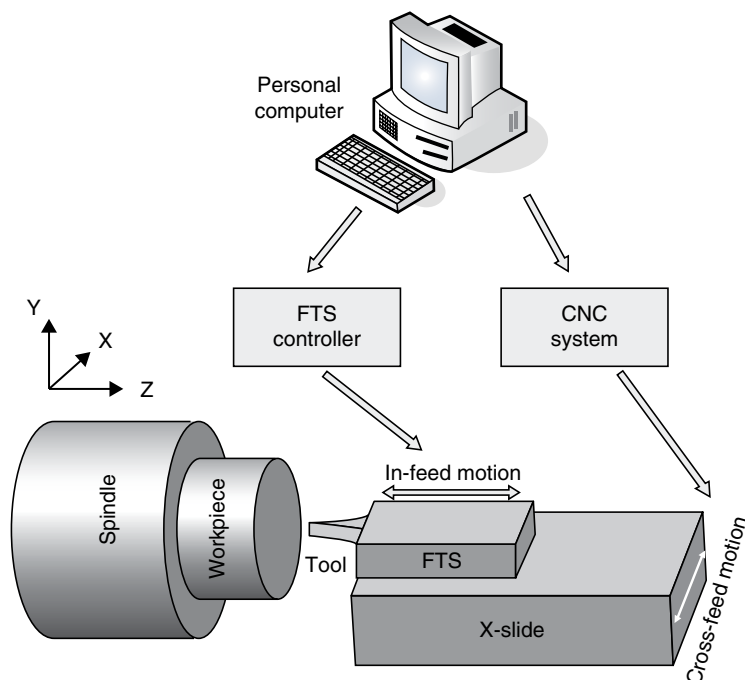 Personal
computer
FTS
controller
CNC
system
Y
X
Z
In-feed motion
Spindle
Workpiece
Tool
FTS
X-slide
Cross-feed motion